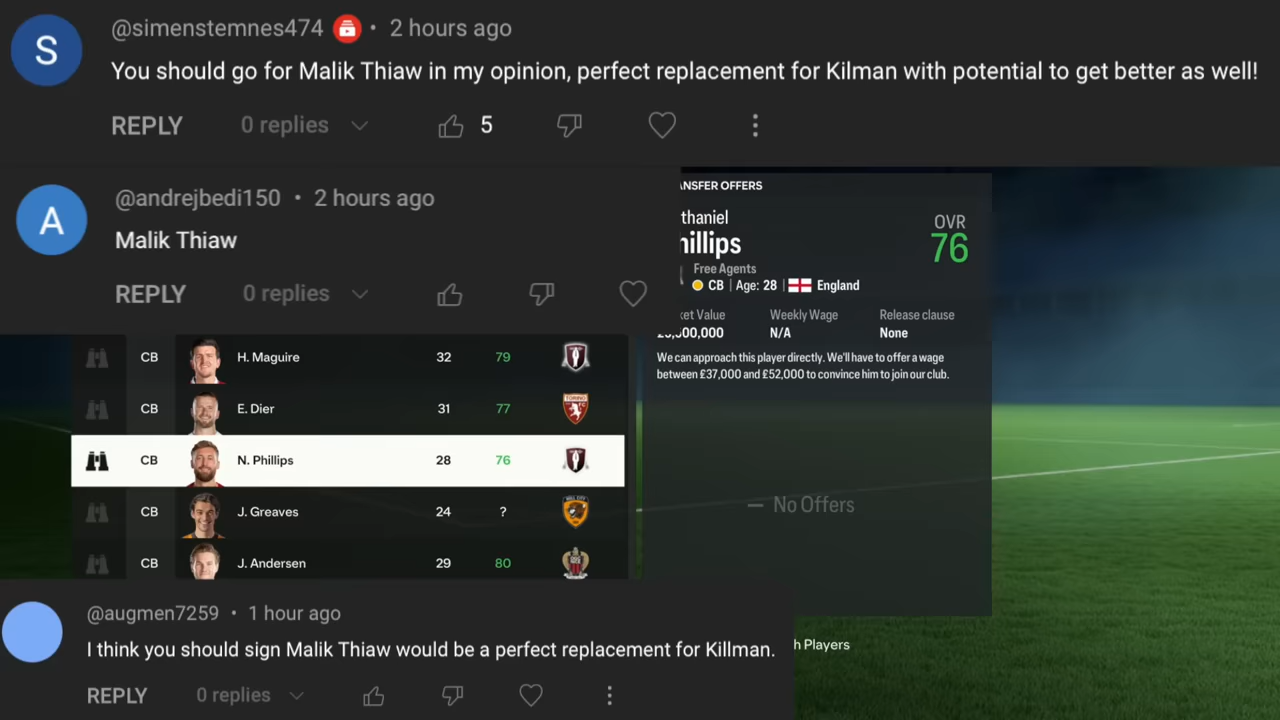 S
@simenstemnes474 • 2 hours ago
You should go for Malik Thiaw in my opinion, perfect replacement for Kilman with potential to get better as well!
REPLY 0 replies 5
A
@andrejbedi150 • 2 hours ago
Malik Thiaw
REPLY 0 replies
CB H. Maguire 32 79
CB E. Dier 31 77
CB N. Phillips 28 76
CB J. Greaves 24 ?
CB J. Andersen 29 80
ANSFER OFFERS
thaniel
hillips
OVR
76
Free Agents
CB | Age: 28 | England
ket Value Weekly Wage Release clause
,000 N/A None
We can approach this player directly. We'll have to offer a wage
between £37,000 and £52,000 to convince him to join our club.
No Offers
h Players
@augmen7259 • 1 hour ago
I think you should sign Malik Thiaw would be a perfect replacement for Killman.
REPLY 0 replies